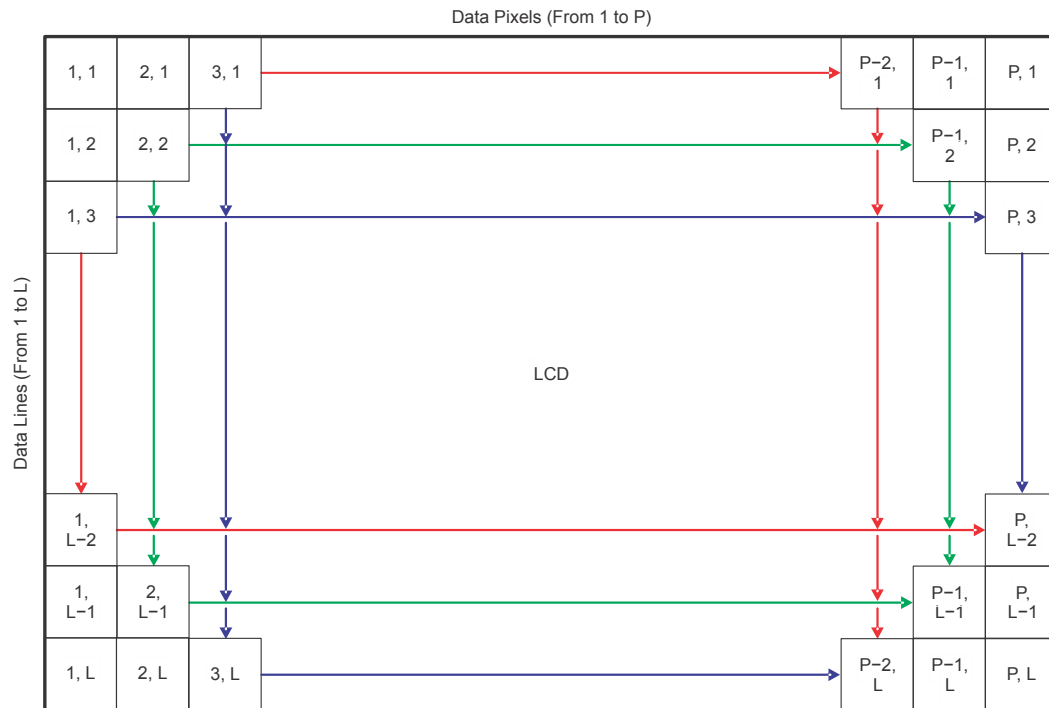 Data Pixels (From 1 to P)
1, 1
2, 1
3, 1
P−2,
1
P−1,
1
P, 1
1, 2
2, 2
P−1,
2
P, 2
1, 3
P, 3
Data Lines (From 1 to L)
LCD
1,
L−2
P,
L−2
1,
L−1
2,
L−1
P−1,
L−1
P,
L−1
1, L
2, L
3, L
P−2,
L
P−1,
L
P, L